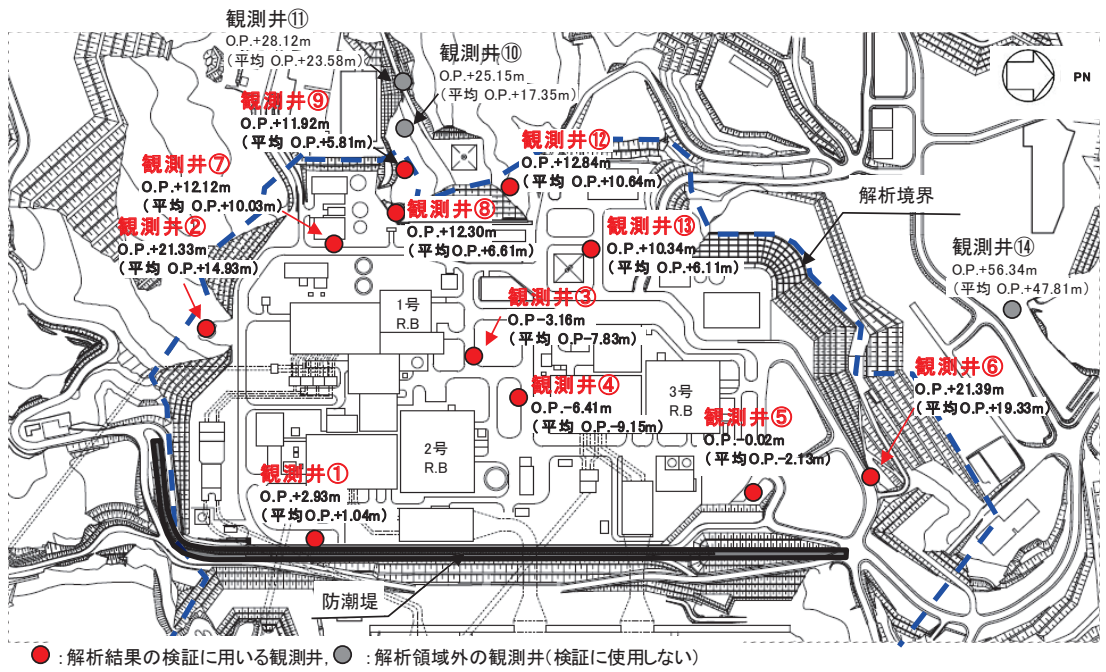 観測井⑪
O.P.+28.12m
(平均 O.P.+23.58m)
観測井⑩
O.P.+25.15m
(平均 O.P.+17.35m)
PN
観測井⑨
O.P.+11.92m
(平均 O.P.+5.81m)
観測井⑫
O.P.+12.84m
(平均 O.P.+10.64m)
観測井⑦
O.P.+12.12m
(平均 O.P.+10.03m)
解析境界
観測井⑧
O.P.+12.30m
(平均 O.P.+6.61m)
観測井②
O.P.+21.33m
(平均 O.P.+14.93m)
観測井⑬
O.P.+10.34m
(平均 O.P.+6.11m)
観測井⑭
O.P.+56.34m
(平均 O.P.+47.81m)
観測井③
O.P-3.16m
(平均 O.P-7.83m)
1号
R.B
観測井④
O.P.-6.41m
(平均 O.P.-9.15m)
3号
R.B
観測井⑥
O.P.+21.39m
(平均O.P.+19.33m)
観測井⑤
O.P.-0.02m
(平均O.P.-2.13m)
2号
R.B
観測井①
O.P.+2.93m
(平均O.P.+1.04m)
防潮堤
:解析結果の検証に用いる観測井, :解析領域外の観測井(検証に使用しない)